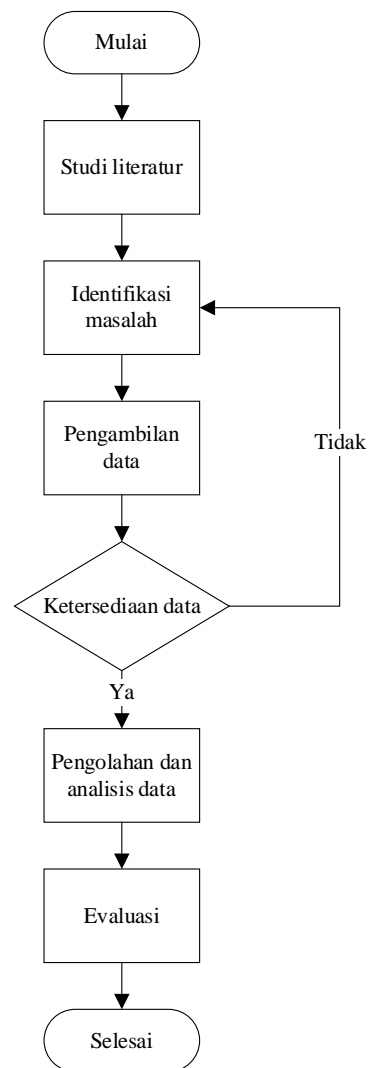 Mulai
Studi literatur
Identifikasi
masalah
Pengambilan
data
Tidak
Ketersediaan data
Ya
Pengolahan dan
analisis data
Evaluasi
Selesai